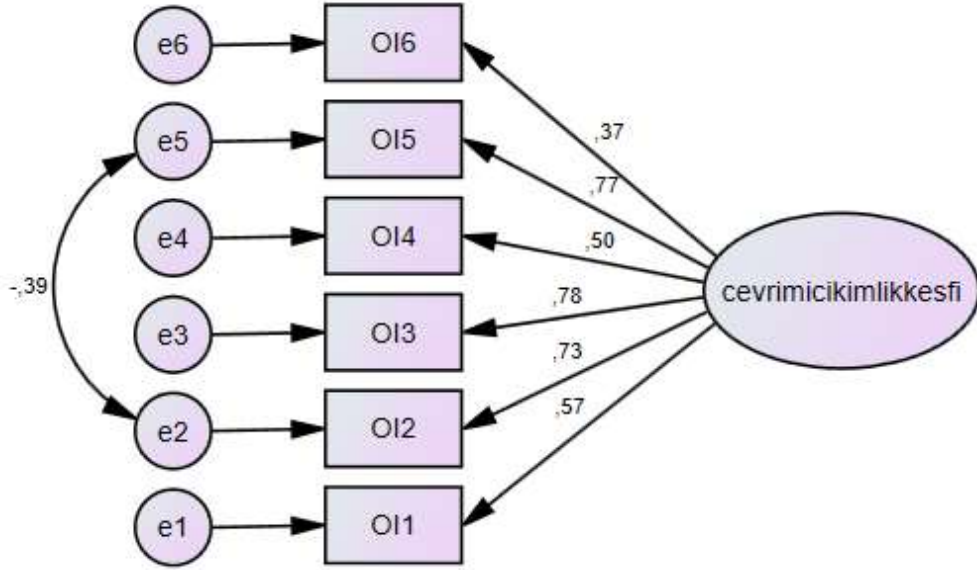 e6
OI6
,37
e5
OI5
,77
e4
OI4
,50
cevrimicikimlikkesfi
-,39
e3
OI3
,78
e2
OI2
,73
e1
OI1
,57